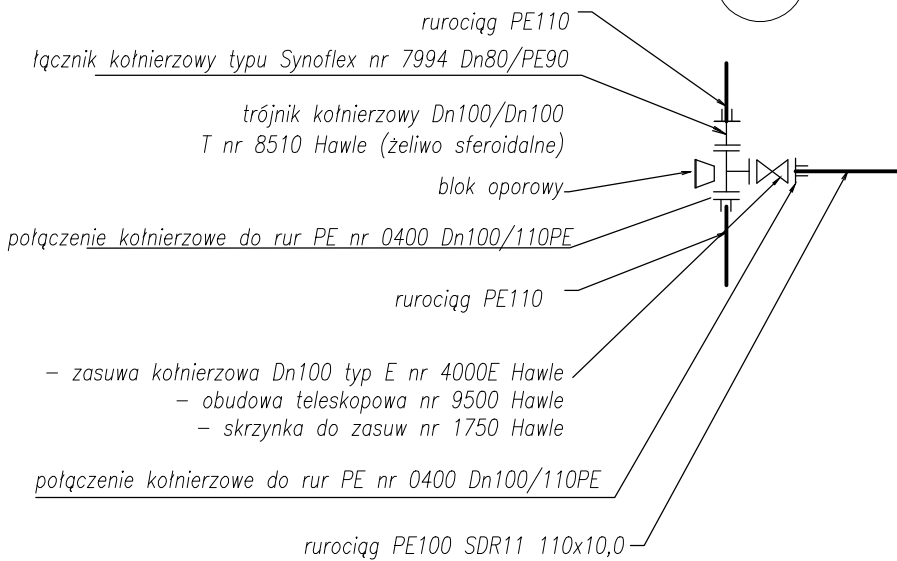 rurociąg PE110
łącznik kołnierzowy typu Synoflex nr 7994 Dn80/PE90
trójnik kołnierzowy Dn100/Dn100
T nr 8510 Hawle (żeliwo sferoidalne)
blok oporowy
połączenie kołnierzowe do rur PE nr 0400 Dn100/110PE
rurociąg PE110
– zasuwa kołnierzowa Dn100 typ E nr 4000E Hawle
– obudowa teleskopowa nr 9500 Hawle
– skrzynka do zasuw nr 1750 Hawle
połączenie kołnierzowe do rur PE nr 0400 Dn100/110PE
rurociąg PE100 SDR11 110x10,0